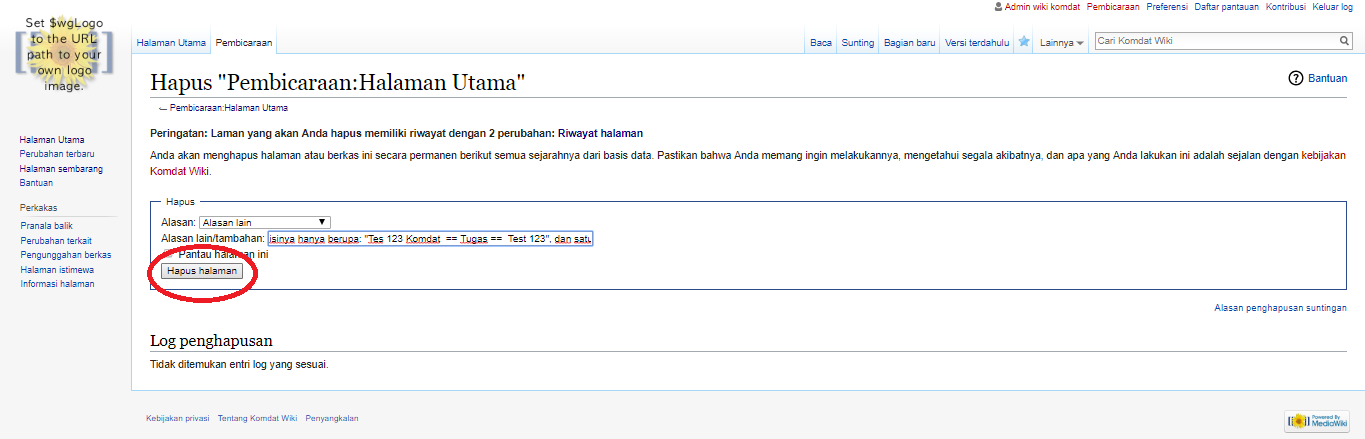 Set $wgLogo
to the URL
path to your
own logo
image.
Admin wiki komdat Pembicaraan Preferensi Daftar pantauan Kontribusi Keluar log
Halaman Utama Pembicaraan Baca Sunting Bagian baru Versi terdahulu Lainnya Cari Komdat Wiki
Hapus "Pembicaraan:Halaman Utama"
Bantuan
← Pembicaraan:Halaman Utama
Peringatan: Laman yang akan Anda hapus memiliki riwayat dengan 2 perubahan: Riwayat halaman
Anda akan menghapus halaman atau berkas ini secara permanen berikut semua sejarahnya dari basis data. Pastikan bahwa Anda memang ingin melakukannya, mengetahui segala akibatnya, dan apa yang Anda lakukan ini adalah sejalan dengan kebijakan
Komdat Wiki.
Hapus
Alasan: Alasan lain
Alasan lain/tambahan: isinya hanya berupa: "Tes 123 Komdat == Tugas == Test 123", dan satu
Pantau halaman ini
Hapus halaman
Alasan penghapusan suntingan
Log penghapusan
Tidak ditemukan entri log yang sesuai.
Halaman Utama
Perubahan terbaru
Halaman sembarang
Bantuan
Perkakas
Pranala balik
Perubahan terkait
Pengunggahan berkas
Halaman istimewa
Informasi halaman
Kebijakan privasi Tentang Komdat Wiki Penyangkalan
Powered By
MediaWiki